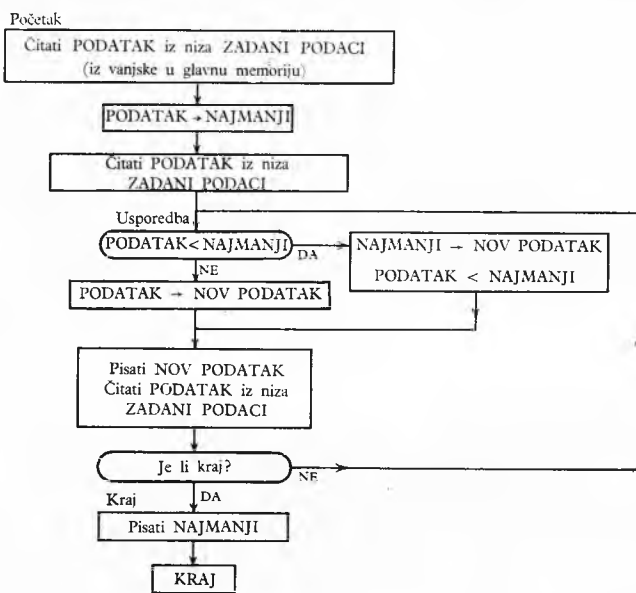 Početak
Čitati PODATAK iz niza ZADANI PODACI
(iz vanjske u glavnu memoriju)
PODATAK → NAJMANJI
Čitati PODATAK iz niza
ZADANI PODACI
Usporedba
PODATAK < NAJMANJI
DA
NAJMANJI → NOV PODATAK
PODATAK < NAJMANJI
NE
PODATAK → NOV PODATAK
Pisati NOV PODATAK
Čitati PODATAK iz niza
ZADANI PODACI
Je li kraj?
NE
DA
Kraj
Pisati NAJMANJI
KRAJ